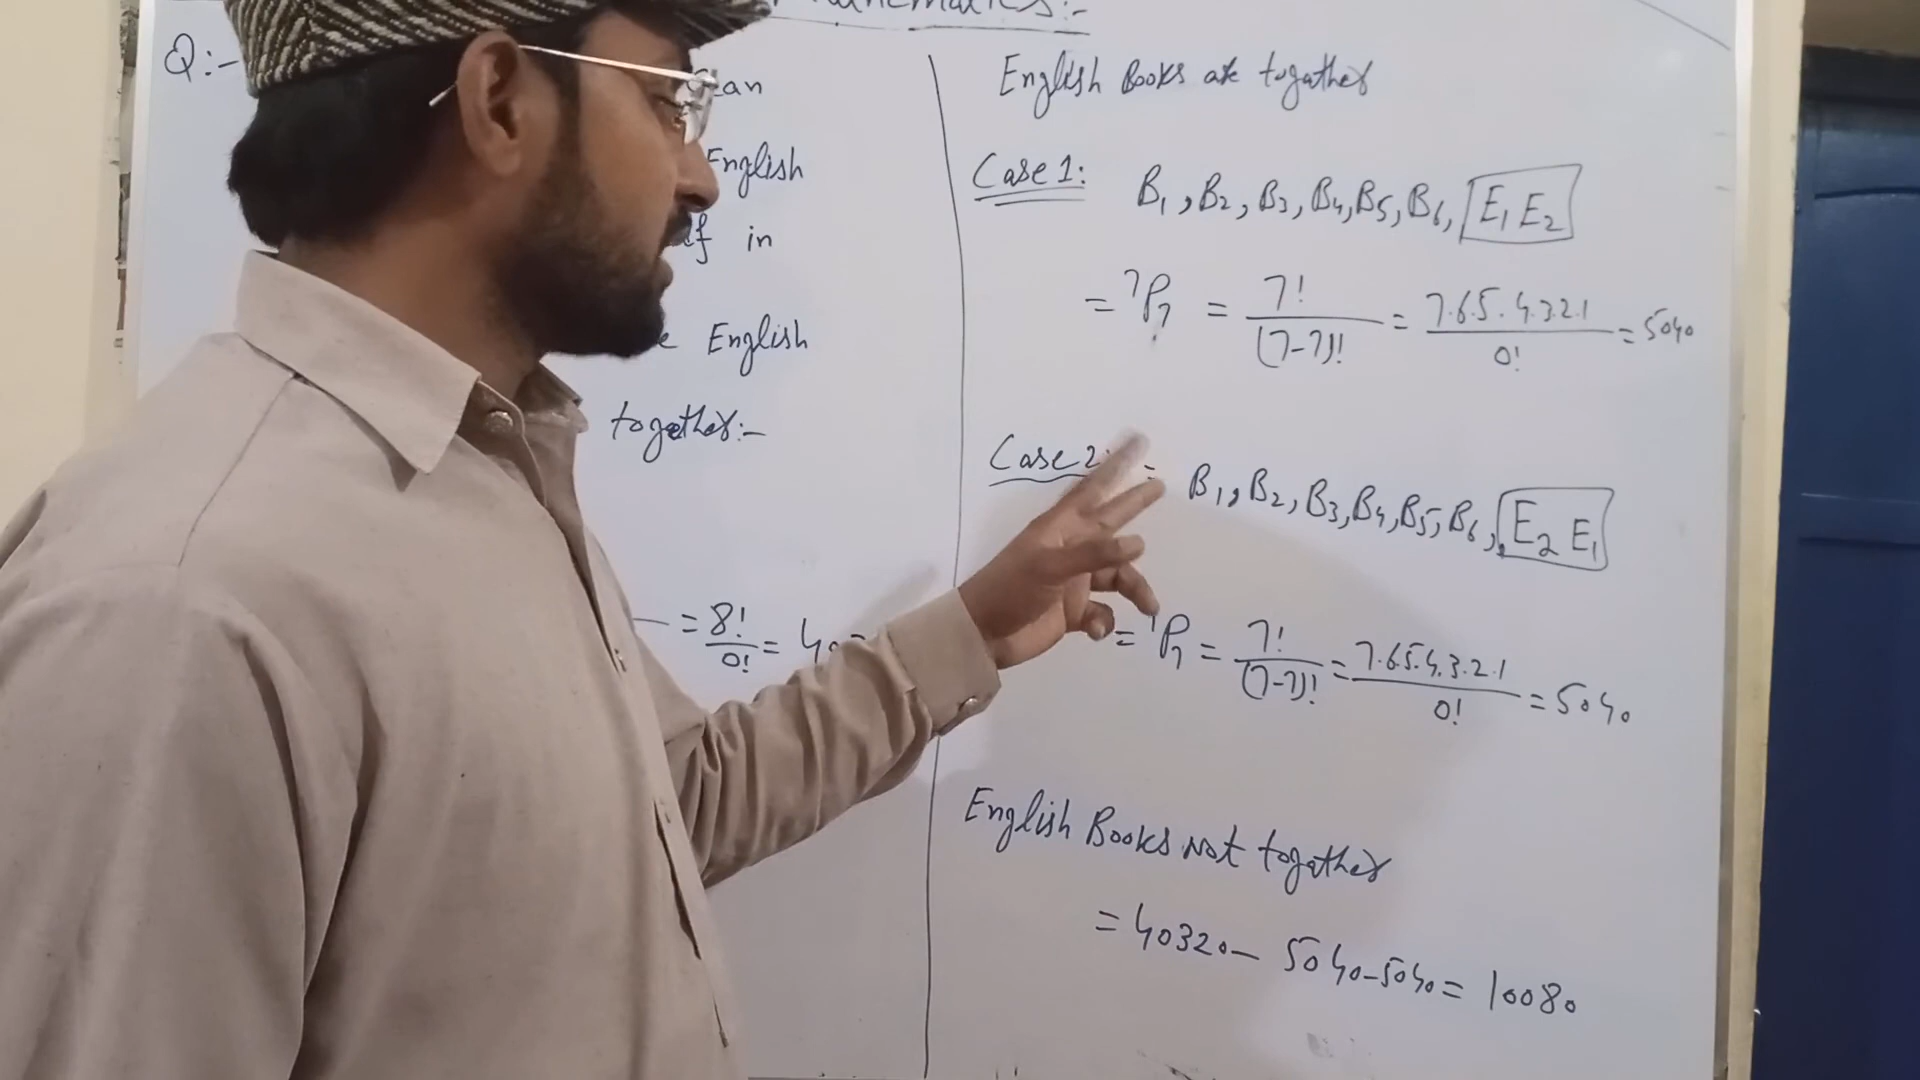 Q:-
can
English
in
English
together:-
= 8!/0! =
English Books are together
Case 1: B₁, B₂, B₃, B₄, B₅, B₆, E₁ E₂
= ⁷P₇ = 7!/(7-7)! = 7.6.5.4.3.2.1/0! = 5040
Case 2: = B₁, B₂, B₃, B₄, B₅, B₆, E₂ E₁
= ⁷P₇ = 7!/(7-7)! = 7.6.5.4.3.2.1/0! = 5040
English Books Not together
= 40320 - 5040 - 5040 = 10080